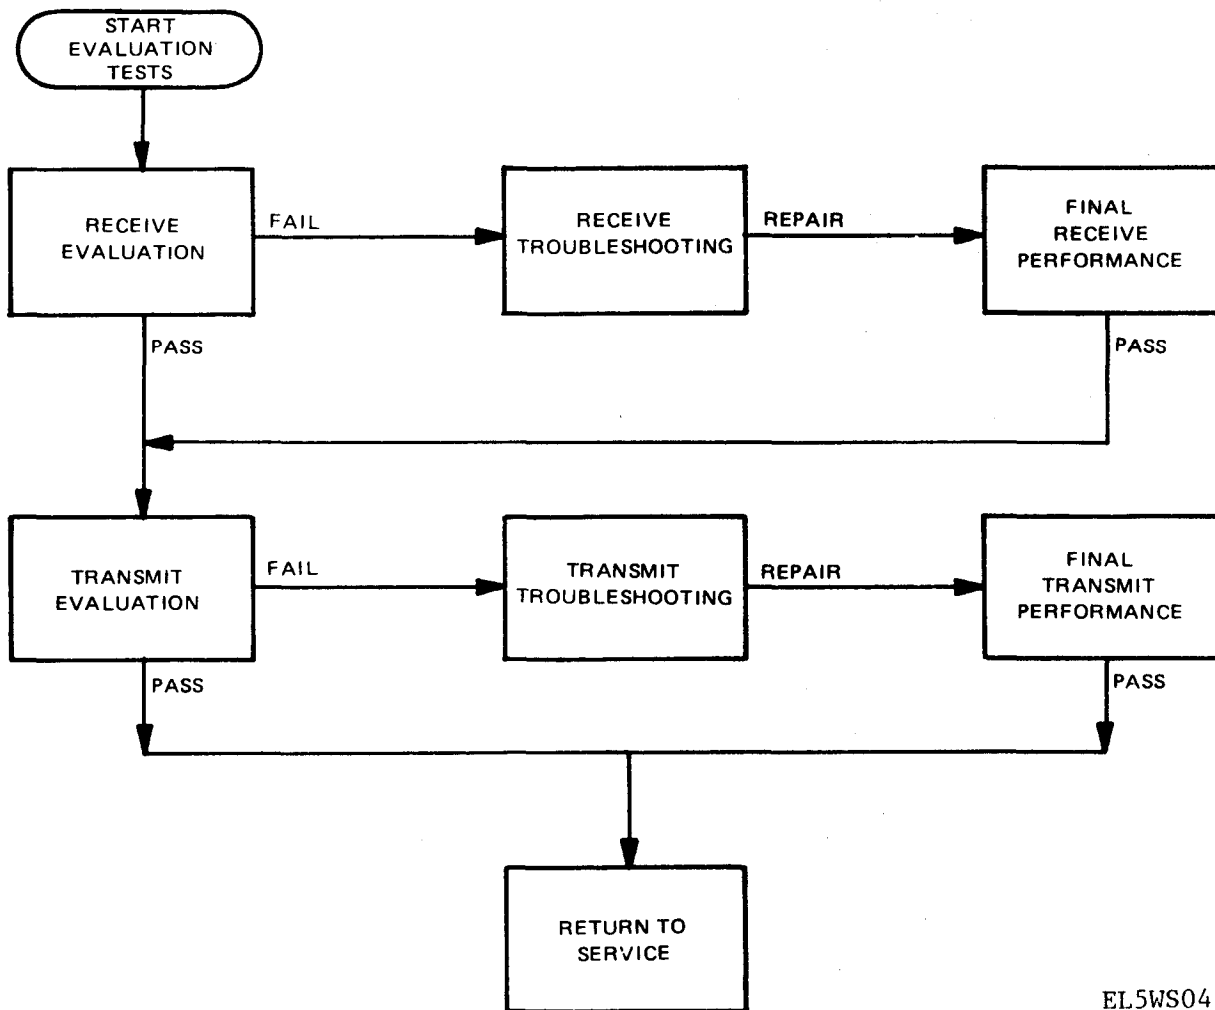 START
EVALUATION
TESTS
RECEIVE
EVALUATION
FAIL
RECEIVE
TROUBLESHOOTING
REPAIR
FINAL
RECEIVE
PERFORMANCE
PASS
PASS
TRANSMIT
EVALUATION
FAIL
TRANSMIT
TROUBLESHOOTING
REPAIR
FINAL
TRANSMIT
PERFORMANCE
PASS
PASS
RETURN TO
SERVICE
EL5WS04